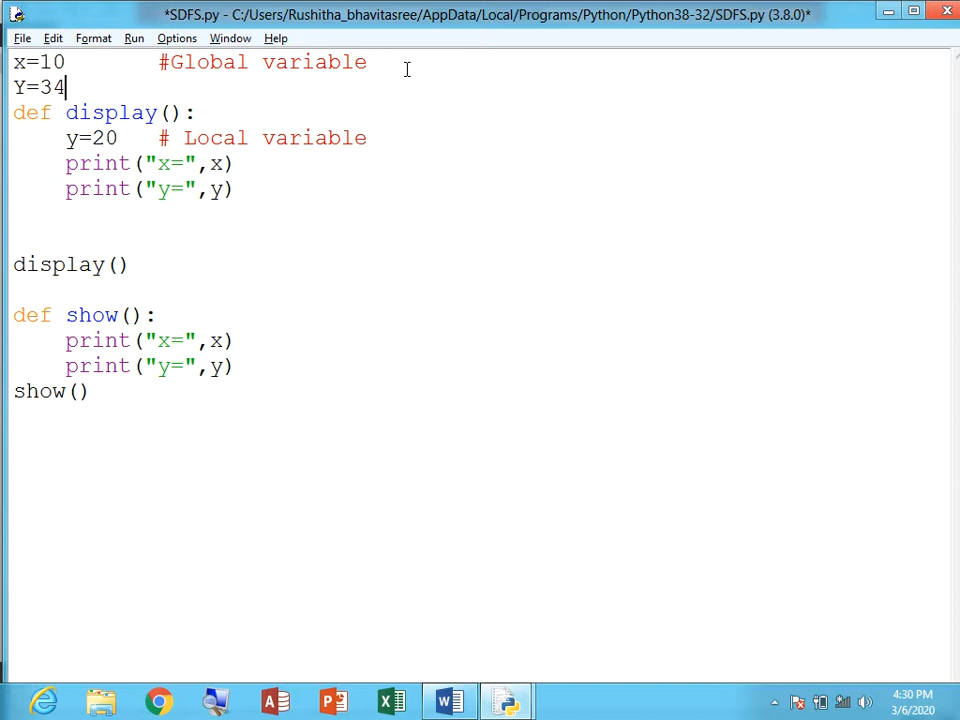 *SDFS.py - C:/Users/Rushitha_bhavitasree/AppData/Local/Programs/Python/Python38-32/SDFS.py (3.8.0)*
File Edit Format Run Options Window Help
x=10 #Global variable
Y=34
def display():
y=20 # Local variable
print("x=",x)
print("y=",y)
display()
def show():
print("x=",x)
print("y=",y)
show()
4:30 PM
3/6/2020